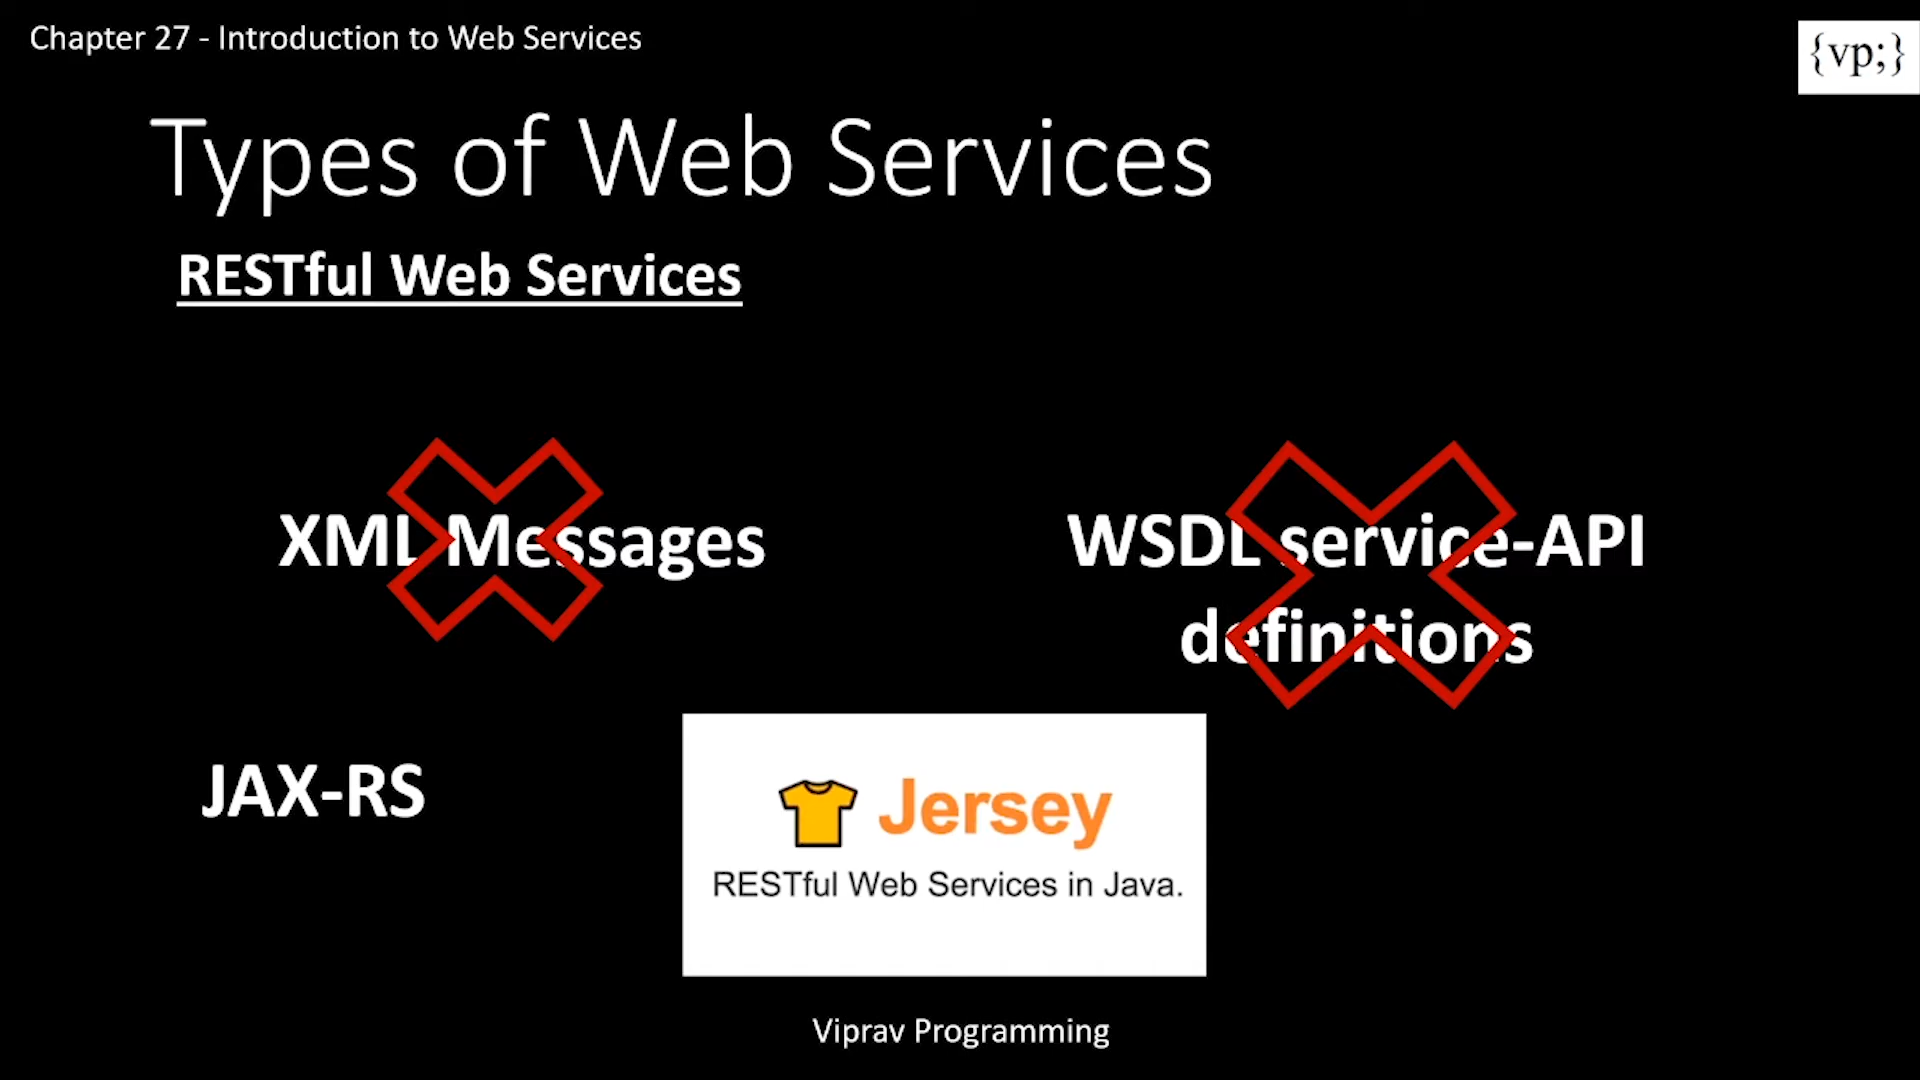 Chapter 27 - Introduction to Web Services
{vp;}
Types of Web Services
RESTful Web Services
XML Messages
WSDL service-API
definitions
JAX-RS
Jersey
RESTful Web Services in Java.
Viprav Programming